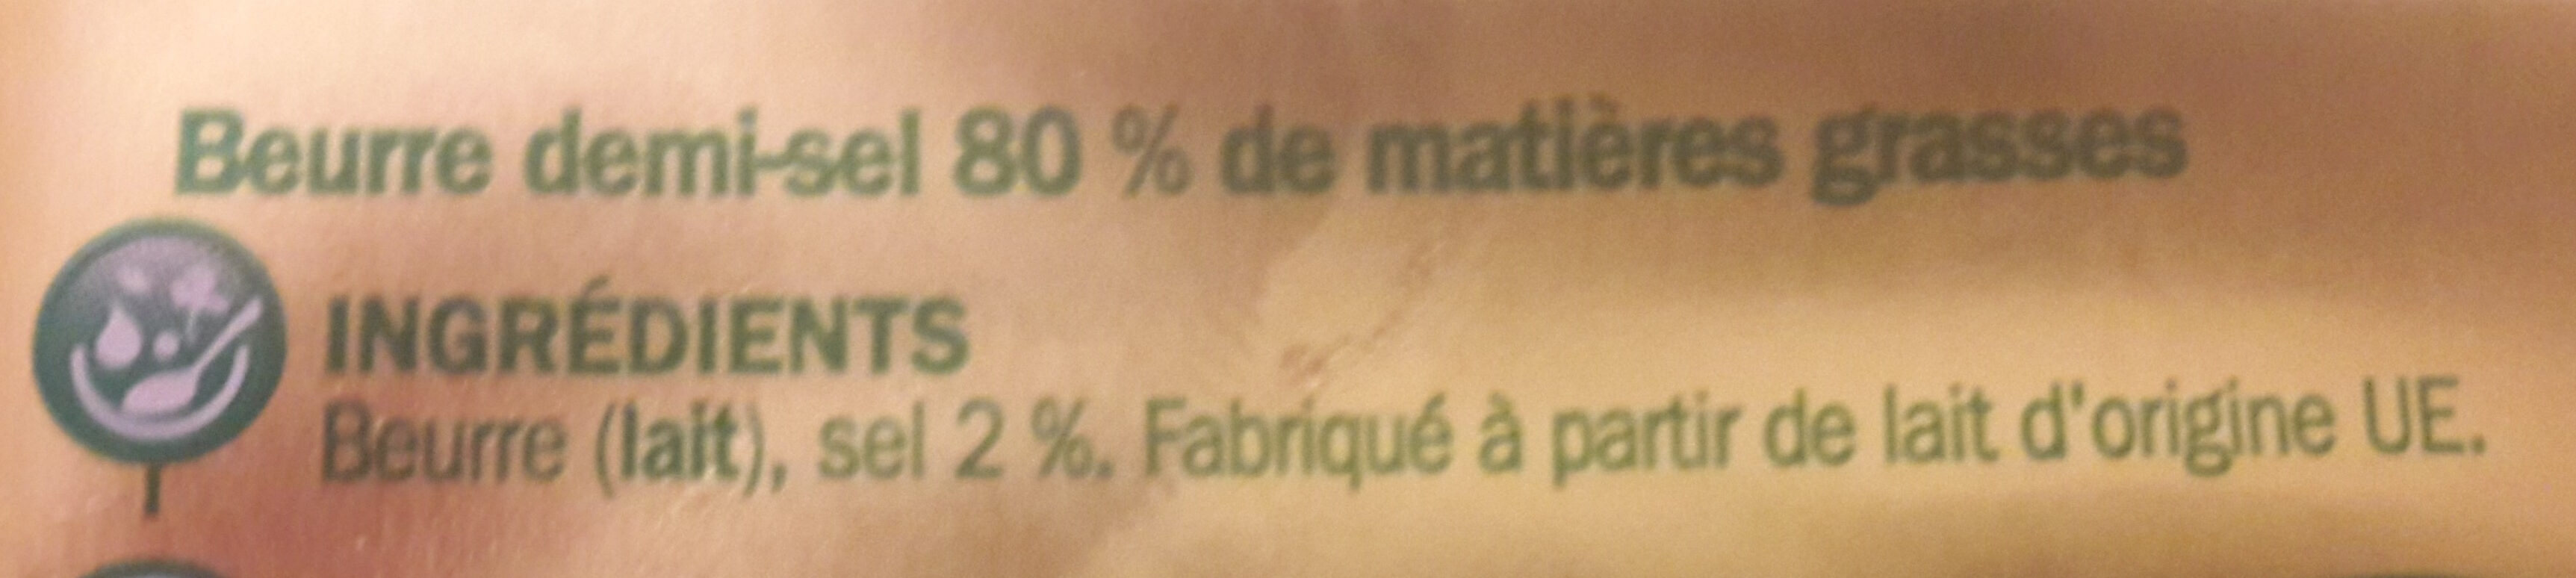 Beurre demi-sel 80 % de matières grasses
INGRÉDIENTS
Beurre (lait), sel 2 %. Fabriqué à partir de lait d'origine UE.